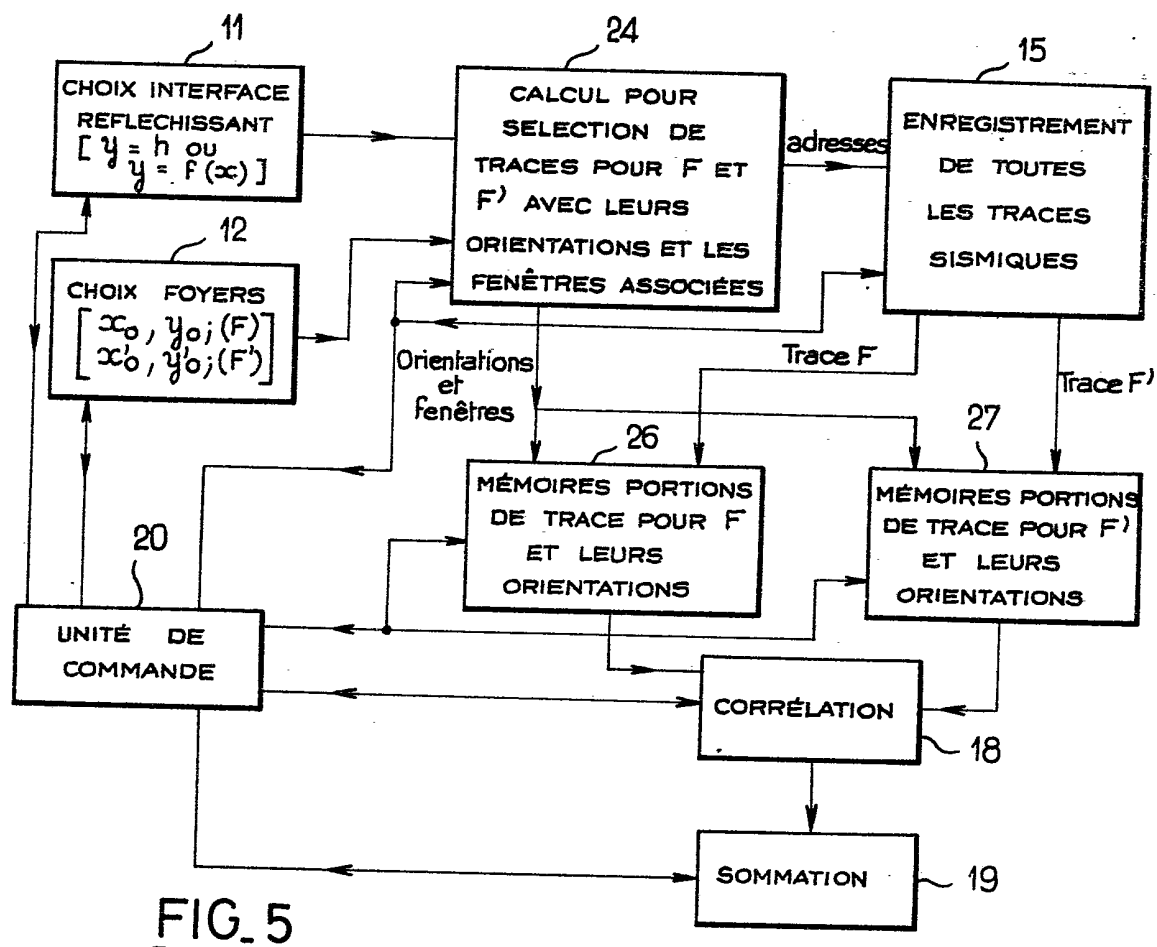 11
CHOIX INTERFACE
REFLECHISSANT
[ y = h ou
y = f(x) ]
24
CALCUL POUR
SELECTION DE
TRACES POUR F ET
F' AVEC LEURS
ORIENTATIONS ET LES
FENÊTRES ASSOCIÉES
adresses
15
ENREGISTREMENT
DE TOUTES
LES TRACES
SISMIQUES
12
CHOIX FOYERS
[ x₀, y₀; (F)
x'₀, y'₀; (F') ]
Orientations
et
fenêtres
Trace F
Trace F'
26
MÉMOIRES PORTIONS
DE TRACE POUR F
ET LEURS
ORIENTATIONS
27
MÉMOIRES PORTIONS
DE TRACE POUR F'
ET LEURS
ORIENTATIONS
20
UNITÉ DE
COMMANDE
CORRÉLATION
18
SOMMATION
19
FIG_5